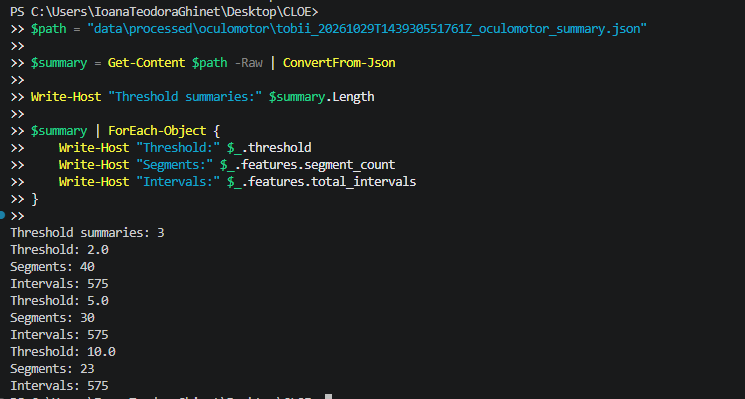 PS C:\Users\IoanaTeodoraGhinet\Desktop\CLOE>
>> $path = "data\processed\oculomotor\tobii_20261029T143930551761Z_oculomotor_summary.json"
>>
>> $summary = Get-Content $path -Raw | ConvertFrom-Json
>>
>> Write-Host "Threshold summaries:" $summary.Length
>>
>> $summary | ForEach-Object {
>>     Write-Host "Threshold:" $_.threshold
>>     Write-Host "Segments:" $_.features.segment_count
>>     Write-Host "Intervals:" $_.features.total_intervals
>> }
>>
Threshold summaries: 3
Threshold: 2.0
Segments: 40
Intervals: 575
Threshold: 5.0
Segments: 30
Intervals: 575
Threshold: 10.0
Segments: 23
Intervals: 575